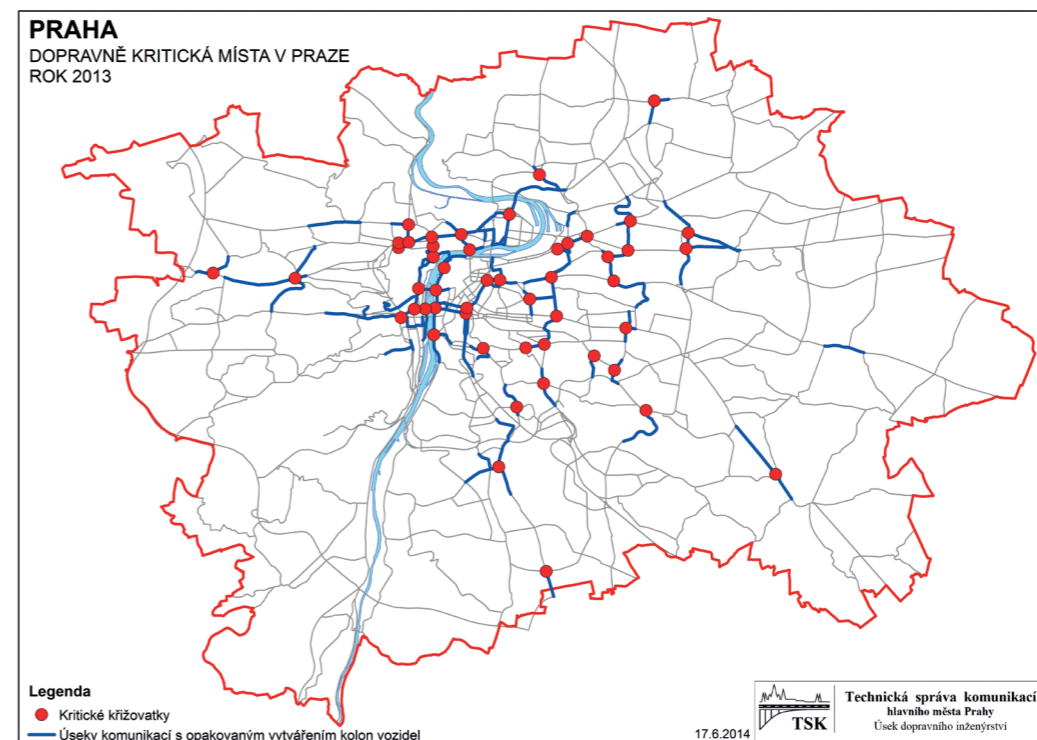 PRAHA
DOPRAVNĚ KRITICKÁ MÍSTA V PRAZE
ROK 2013
Legenda
Kritické křižovatky
Úseky komunikací s opakovaným vytvářením kolon vozidel
17.6.2014
TSK
Technická správa komunikací
hlavního města Prahy
Úsek dopravního inženýrství